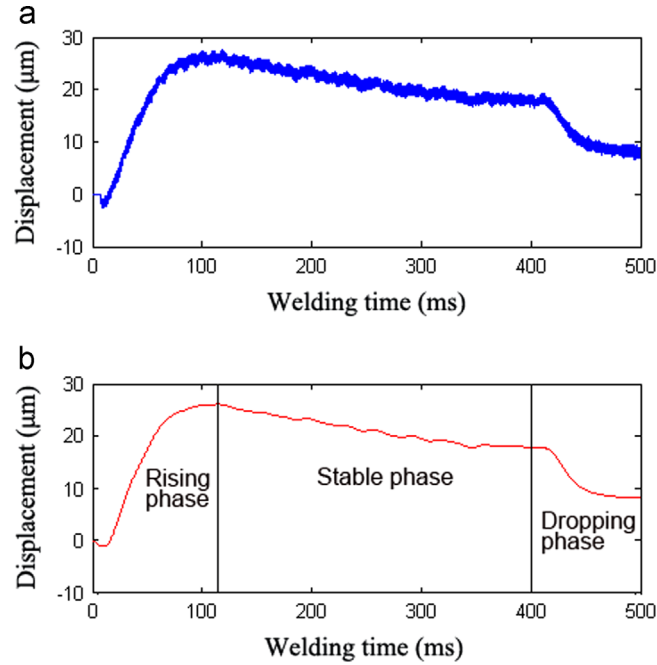 a
30
20
10
0
-10
Displacement (μm)
0 100 200 300 400 500
Welding time (ms)
b
30
20
10
0
-10
Displacement (μm)
Rising
phase
Stable phase
Dropping
phase
0 100 200 300 400 500
Welding time (ms)